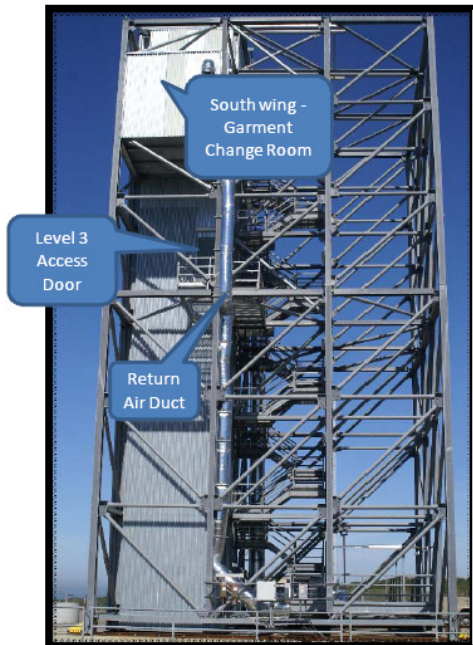 South wing -
Garment
Change Room
Level 3
Access
Door
Return
Air Duct